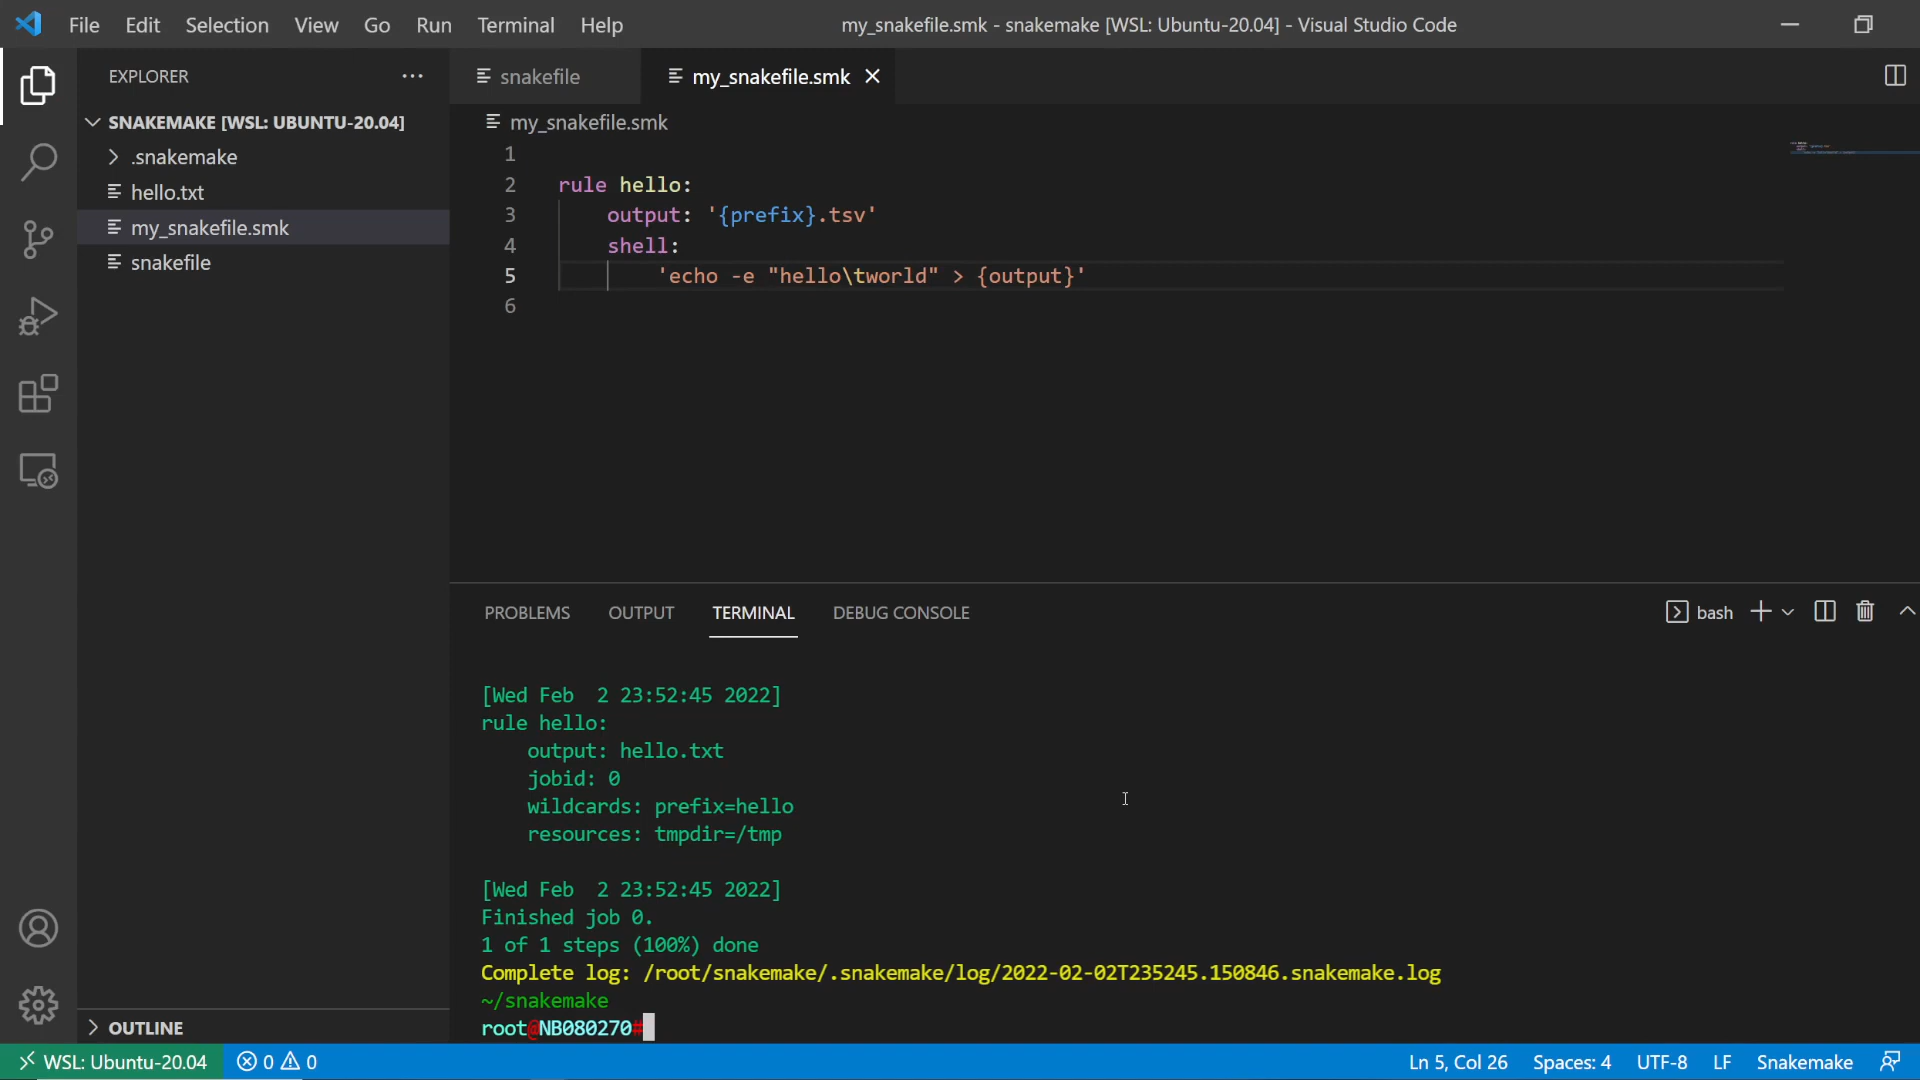 File Edit Selection View Go Run Terminal Help
my_snakefile.smk - snakemake [WSL: Ubuntu-20.04] - Visual Studio Code
EXPLORER
SNAKEMAKE [WSL: UBUNTU-20.04]
.snakemake
hello.txt
my_snakefile.smk
snakefile
OUTLINE
snakefile my_snakefile.smk
my_snakefile.smk
1
2 rule hello:
3 output: '{prefix}.tsv'
4 shell:
5 'echo -e "hello\tworld" > {output}'
6
PROBLEMS OUTPUT TERMINAL DEBUG CONSOLE
bash
[Wed Feb  2 23:52:45 2022]
rule hello:
    output: hello.txt
    jobid: 0
    wildcards: prefix=hello
    resources: tmpdir=/tmp
[Wed Feb  2 23:52:45 2022]
Finished job 0.
1 of 1 steps (100%) done
Complete log: /root/snakemake/.snakemake/log/2022-02-02T235245.150846.snakemake.log
~/snakemake
root@NB080270#
WSL: Ubuntu-20.04 0 0 Ln 5, Col 26 Spaces: 4 UTF-8 LF Snakemake